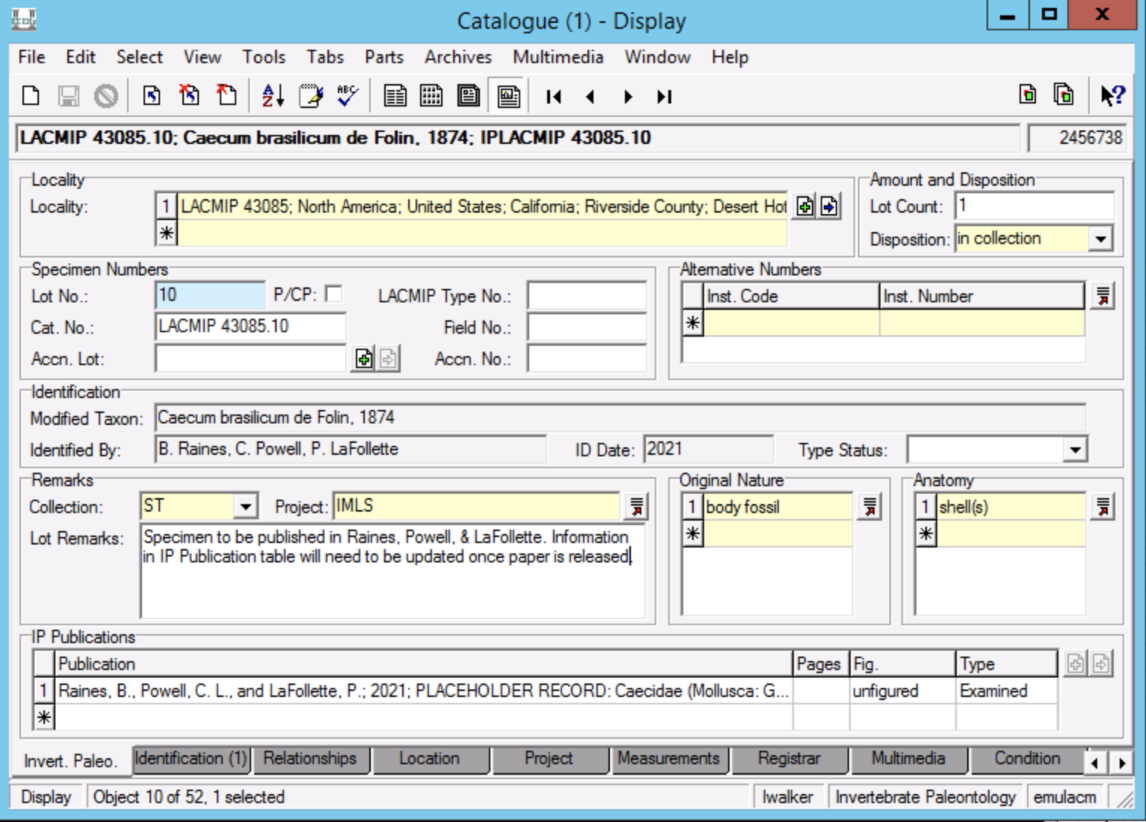 Catalogue (1) - Display
File Edit Select View Tools Tabs Parts Archives Multimedia Window Help
LACMIP 43085.10; Caecum brasilicum de Folin, 1874; IPLACMIP 43085.10 2456738
Locality
Locality: 1 LACMIP 43085; North America; United States; California; Riverside County; Desert Hot
Amount and Disposition
Lot Count: 1
Disposition: in collection
Specimen Numbers
Lot No.: 10 P/CP: LACMIP Type No.:
Cat. No.: LACMIP 43085.10 Field No.:
Accn. Lot: Accn. No.:
Alternative Numbers
Inst. Code Inst. Number
Identification
Modified Taxon: Caecum brasilicum de Folin, 1874
Identified By: B. Raines, C. Powell, P. LaFollette ID Date: 2021 Type Status:
Remarks
Collection: ST Project: IMLS
Lot Remarks: Specimen to be published in Raines, Powell, & LaFollette. Information
in IP Publication table will need to be updated once paper is released.
Original Nature
1 body fossil
Anatomy
1 shell(s)
IP Publications
Publication Pages Fig. Type
1 Raines, B., Powell, C. L., and LaFollette, P.; 2021; PLACEHOLDER RECORD: Caecidae (Mollusca: G... unfigured Examined
Invert. Paleo. Identification (1) Relationships Location Project Measurements Registrar Multimedia Condition
Display Object 10 of 52, 1 selected lwalker Invertebrate Paleontology emulacm